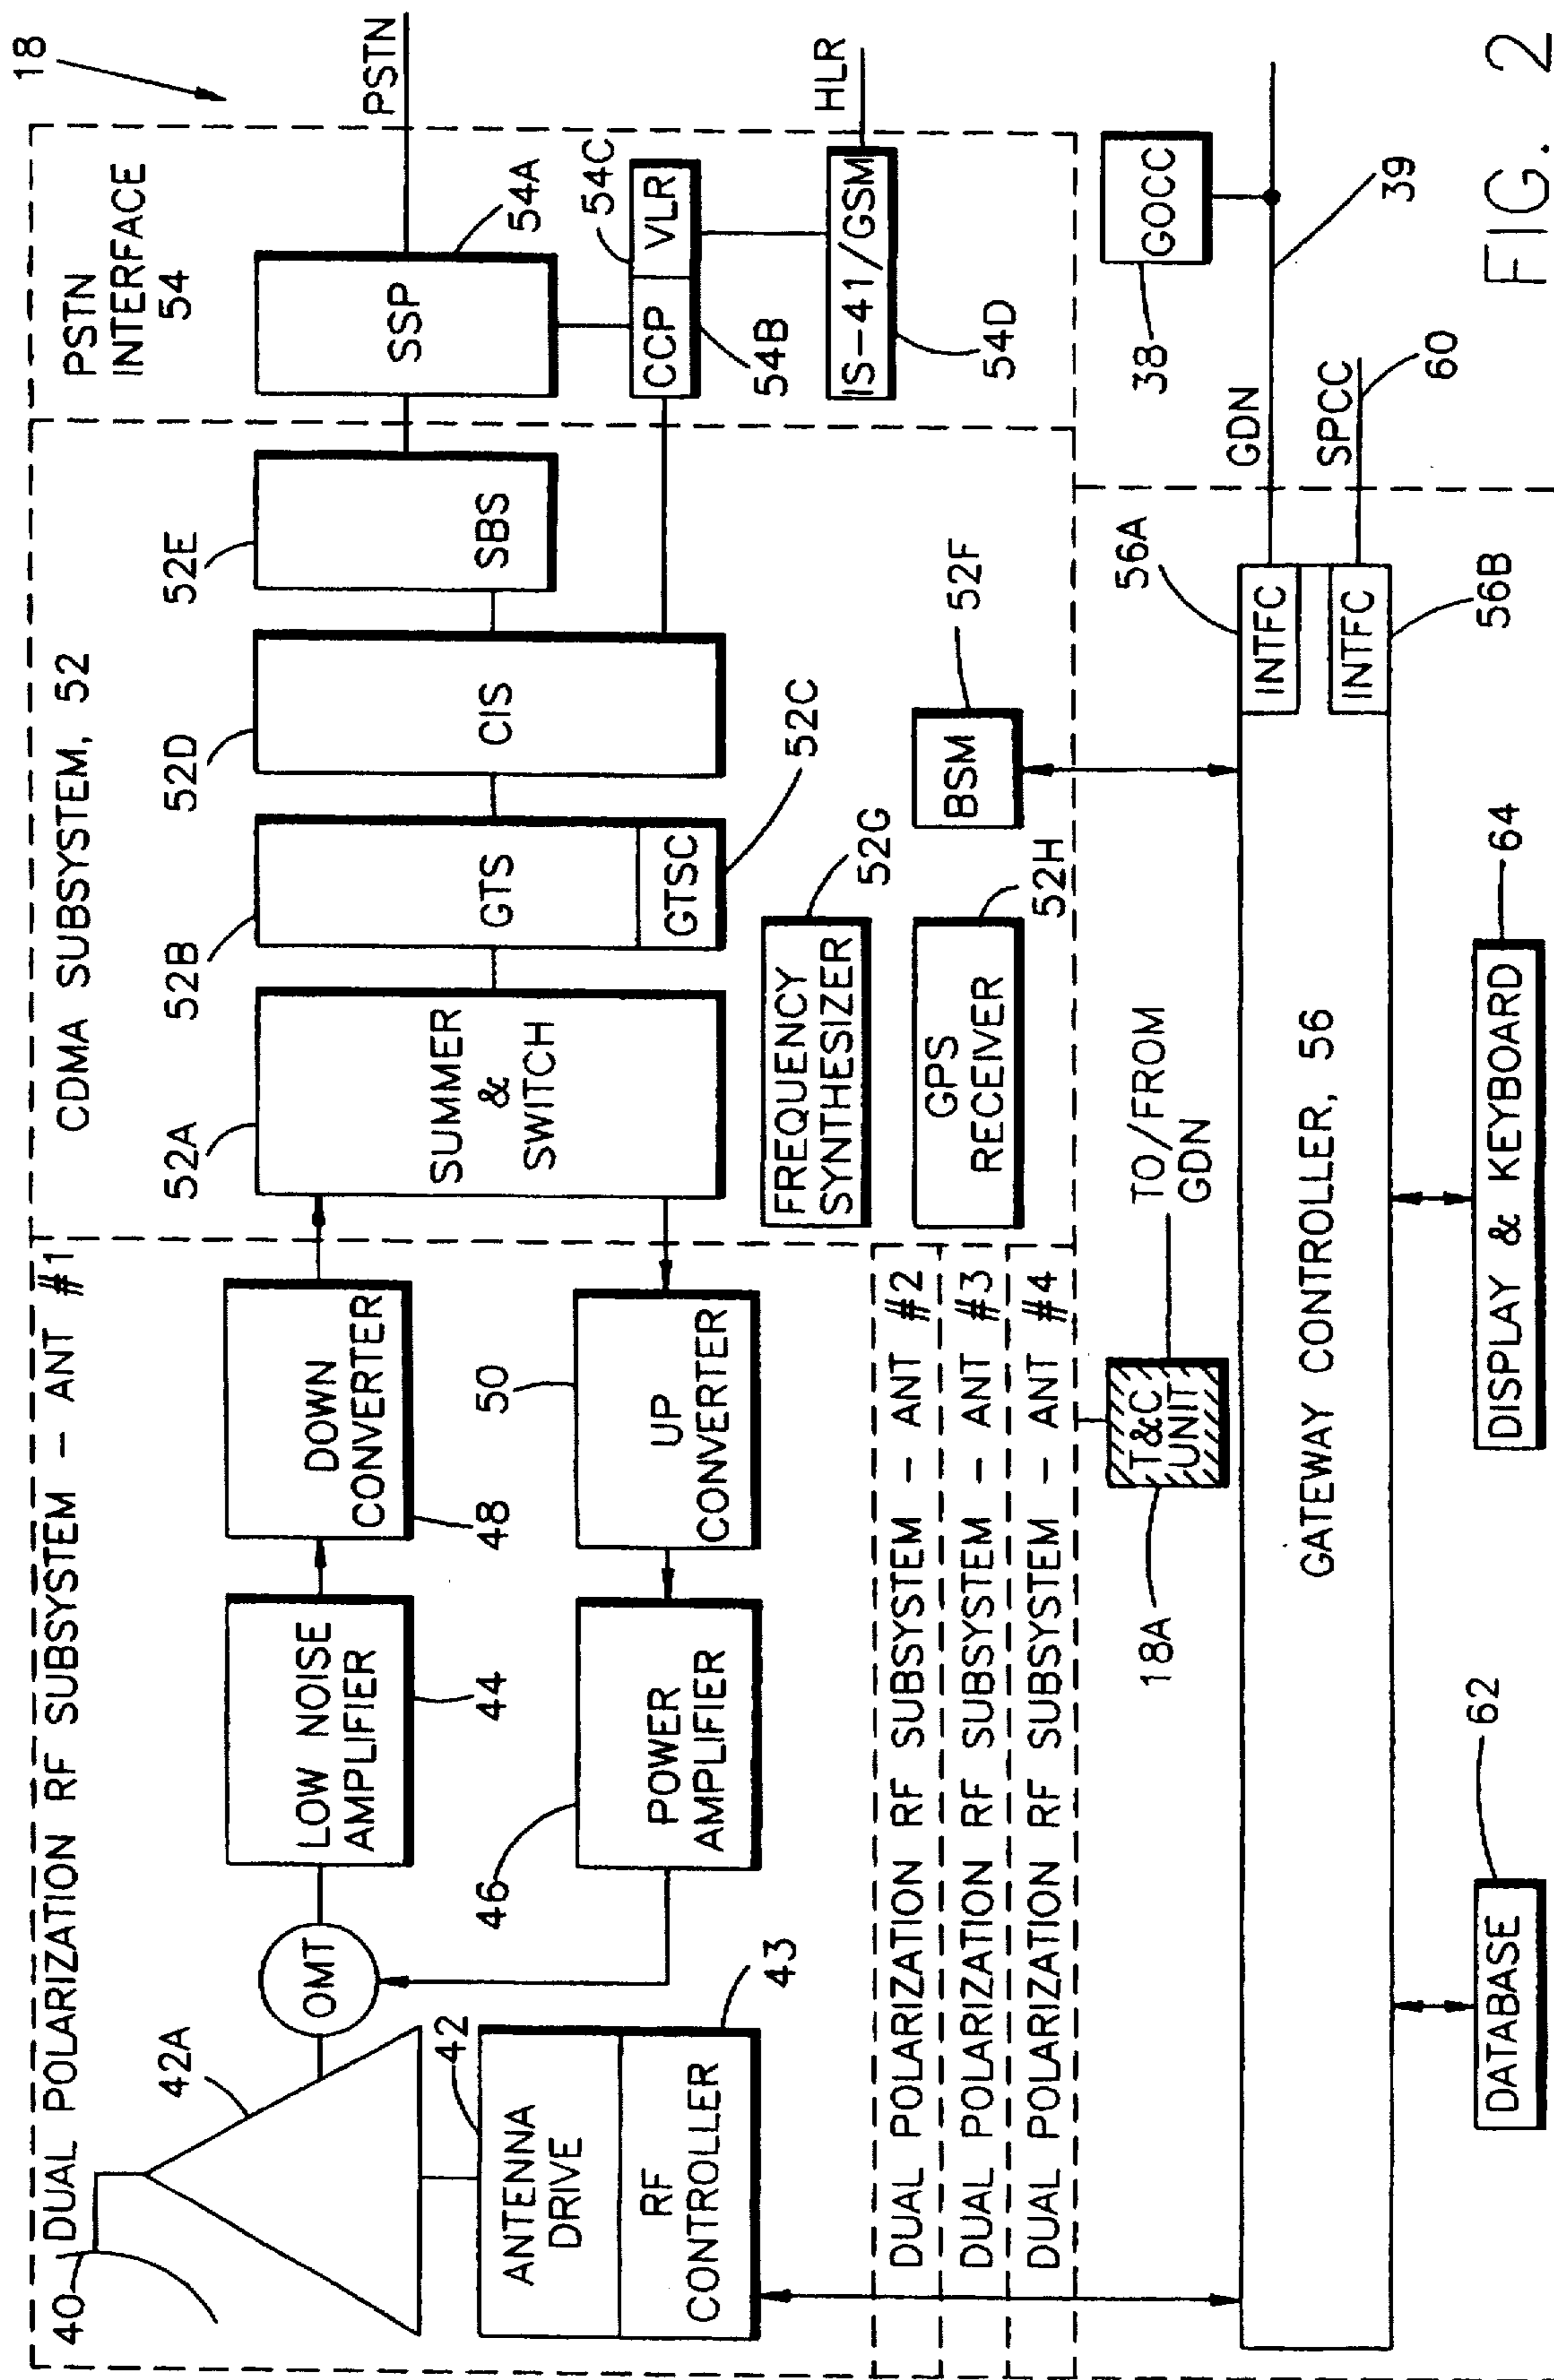 18
DUAL POLARIZATION RF SUBSYSTEM - ANT #1
40
42A
OMT
LOW NOISE
AMPLIFIER
44
DOWN
CONVERTER
48
ANTENNA
DRIVE
42
RF
CONTROLLER
43
POWER
AMPLIFIER
46
UP
CONVERTER
50
DUAL POLARIZATION RF SUBSYSTEM - ANT #2
DUAL POLARIZATION RF SUBSYSTEM - ANT #3
DUAL POLARIZATION RF SUBSYSTEM - ANT #4
CDMA SUBSYSTEM, 52
52A
SUMMER
&
SWITCH
52B
GTS
GTSC
52C
52D
CIS
52E
SBS
FREQUENCY
SYNTHESIZER
52G
GPS
RECEIVER
52H
BSM
52F
PSTN
INTERFACE
54
SSP
54A
PSTN
CCP
VLR
54B
54C
IS-41/GSM
54D
HLR
T&C
UNIT
18A
TO/FROM
GDN
GATEWAY CONTROLLER, 56
INTFC
56A
INTFC
56B
GDN
39
38
GOCC
SPCC
60
DATABASE
62
DISPLAY & KEYBOARD
64
FIG. 2